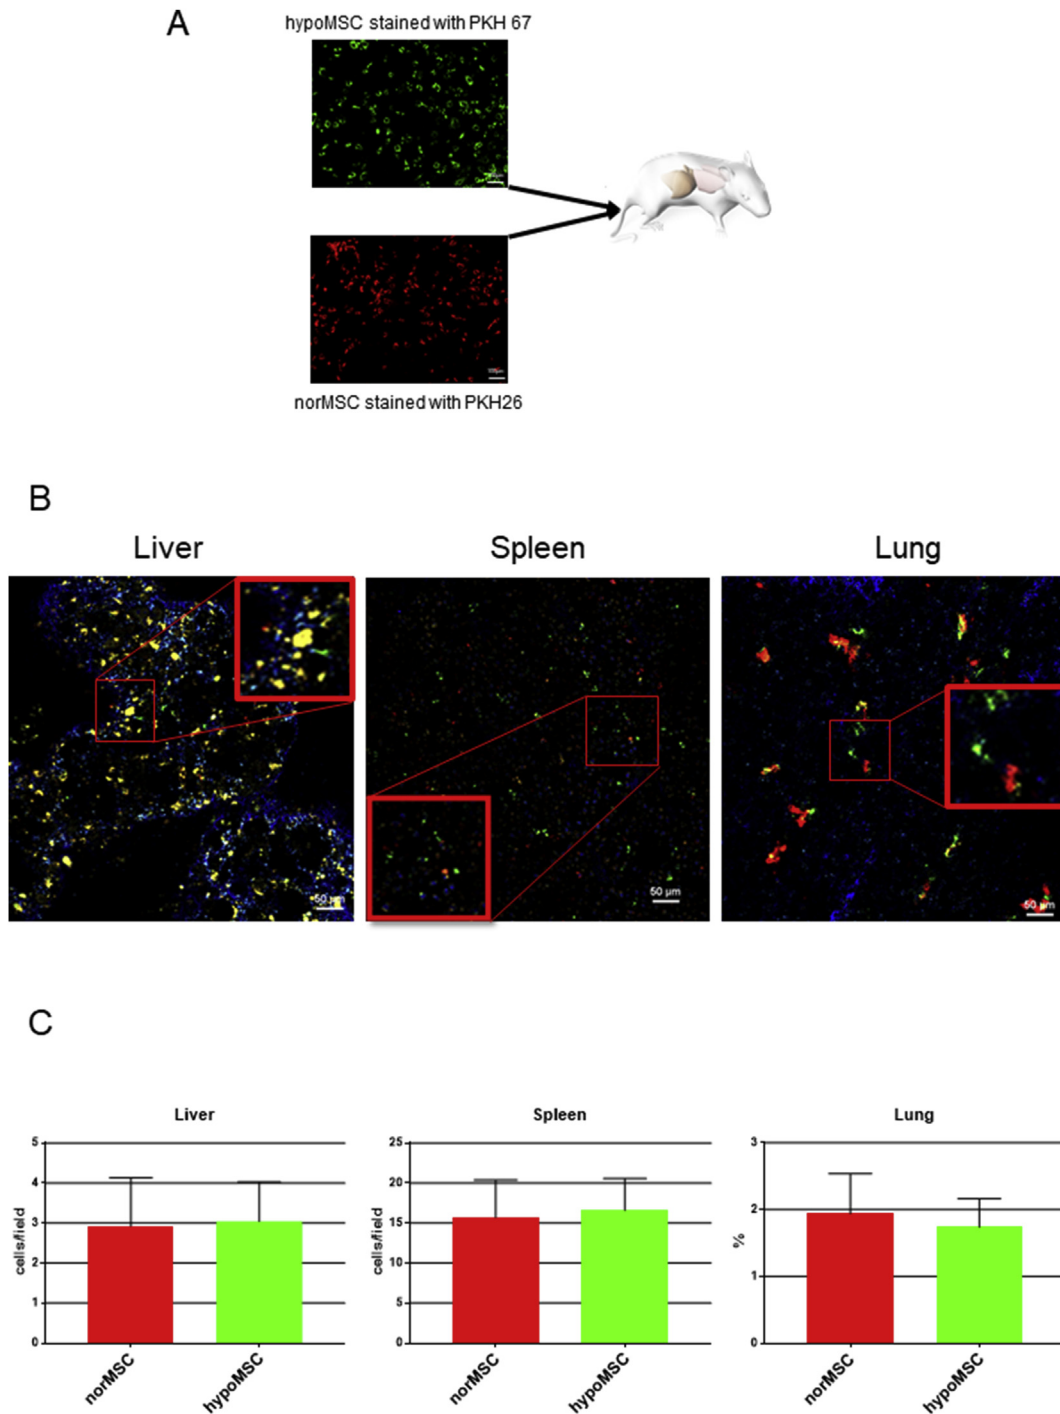 A
hypoMSC stained with PKH 67
norMSC stained with PKH26
B
Liver
Spleen
Lung
50 µm
50 µm
50 µm
C
Liver
5
4
3
2
1
0
cells/field
norMSC
hypoMSC
Spleen
25
20
15
10
5
0
cells/field
norMSC
hypoMSC
Lung
3
2
1
0
%
norMSC
hypoMSC